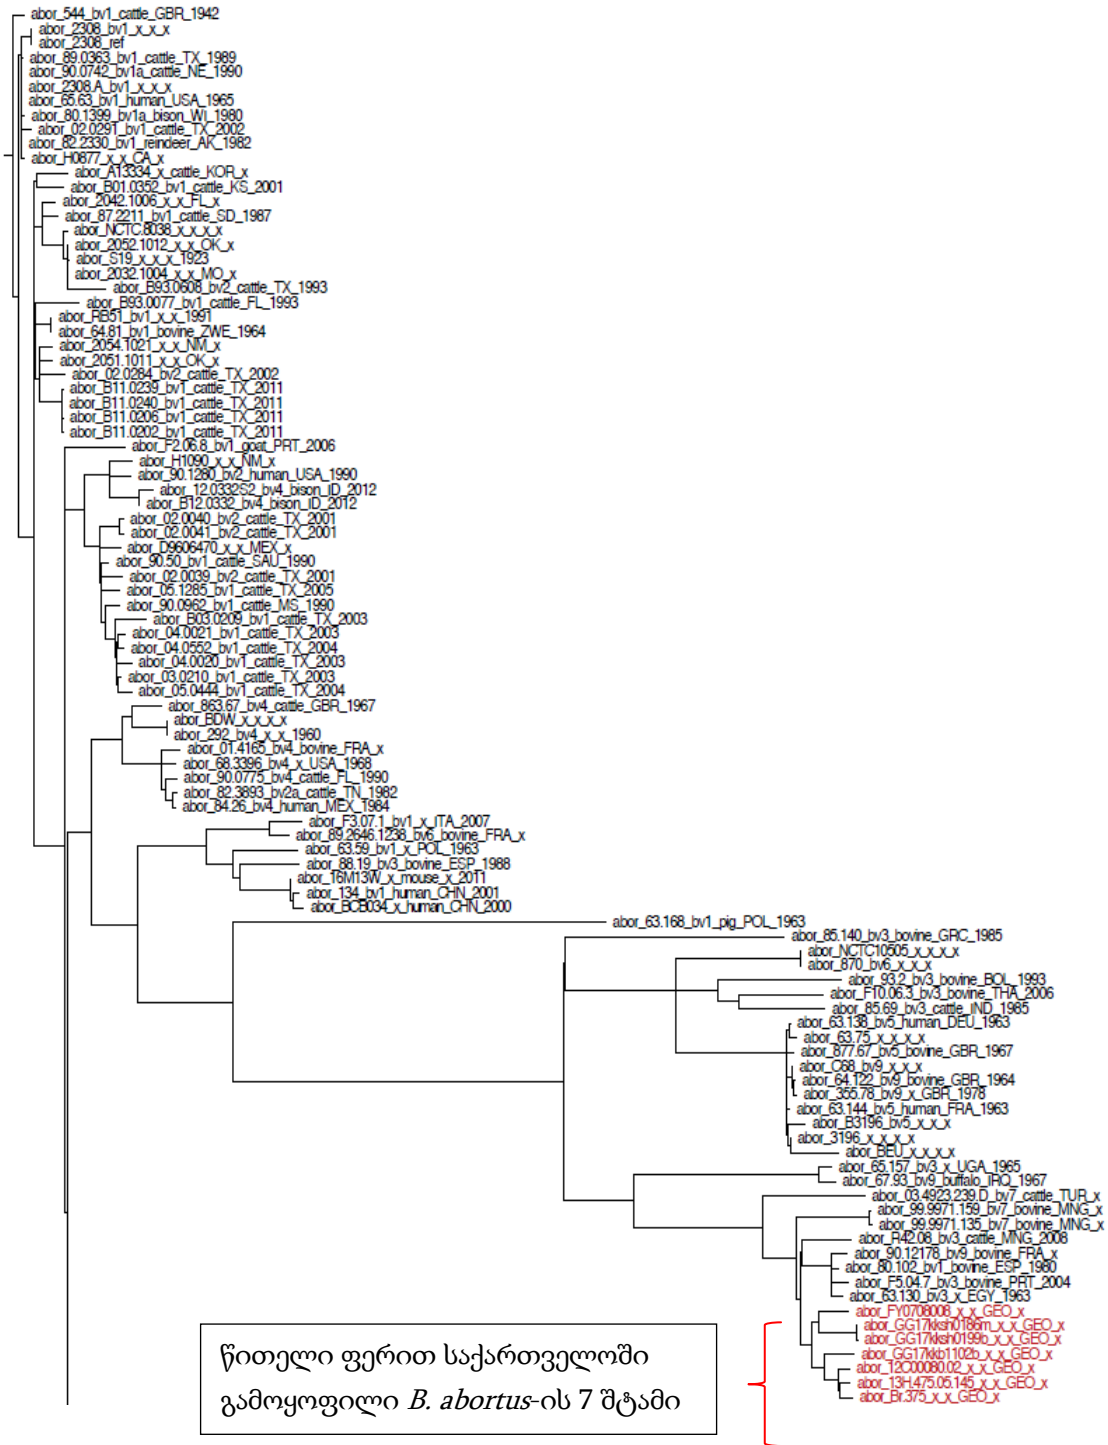 abor_544_bv1_cattle_GBR_1942
abor_2308_bv1_x_x_x
abor_2308_ref
abor_89.0363_bv1_cattle_TX_1989
abor_90.0742_bv1a_cattle_NE_1990
abor_2308.A_bv1_x_x_x
abor_65.63_bv1_human_USA_1965
abor_80.1399_bv1a_bison_WI_1980
abor_02.0291_bv1_cattle_TX_2002
abor_82.2330_bv1_reindeer_AK_1982
abor_H0877_x_x_CA_x
abor_A13334_x_cattle_KOR_x
abor_B01.0352_bv1_cattle_KS_2001
abor_2042.1006_x_x_FL_x
abor_87.2211_bv1_cattle_SD_1987
abor_NCTC.8038_x_x_x_x
abor_2052.1012_x_x_OK_x
abor_S19_x_x_x_1923
abor_2032.1004_x_x_MO_x
abor_B93.0608_bv2_cattle_TX_1993
abor_B93.0077_bv1_cattle_FL_1993
abor_RB51_bv1_x_x_1991
abor_64.81_bv1_bovine_ZWE_1964
abor_2054.1021_x_x_NM_x
abor_2051.1011_x_x_OK_x
abor_02.0284_bv2_cattle_TX_2002
abor_B11.0239_bv1_cattle_TX_2011
abor_B11.0240_bv1_cattle_TX_2011
abor_B11.0206_bv1_cattle_TX_2011
abor_B11.0202_bv1_cattle_TX_2011
abor_F2.06.8_bv1_goat_PRT_2006
abor_H1090_x_x_NM_x
abor_90.1280_bv2_human_USA_1990
abor_12.0332S2_bv4_bison_ID_2012
abor_B12.0332_bv4_bison_ID_2012
abor_02.0040_bv2_cattle_TX_2001
abor_02.0041_bv2_cattle_TX_2001
abor_D9606470_x_x_MEX_x
abor_90.50_bv1_cattle_SAU_1990
abor_02.0039_bv2_cattle_TX_2001
abor_05.1285_bv1_cattle_TX_2005
abor_90.0962_bv1_cattle_MS_1990
abor_B03.0209_bv1_cattle_TX_2003
abor_04.0021_bv1_cattle_TX_2003
abor_04.0552_bv1_cattle_TX_2004
abor_04.0020_bv1_cattle_TX_2003
abor_03.0210_bv1_cattle_TX_2003
abor_05.0444_bv1_cattle_TX_2004
abor_863.67_bv4_cattle_GBR_1967
abor_BDW_x_x_x_x
abor_292_bv4_x_x_1960
abor_01.4165_bv4_bovine_FRA_x
abor_68.3396_bv4_x_USA_1968
abor_90.0775_bv4_cattle_FL_1990
abor_82.3893_bv2a_cattle_TN_1982
abor_84.26_bv4_human_MEX_1984
abor_F3.07.1_bv1_x_ITA_2007
abor_89.2646.1238_bv6_bovine_FRA_x
abor_63.59_bv1_x_POL_1963
abor_88.19_bv3_bovine_ESP_1988
abor_16M13W_x_mouse_x_2011
abor_134_bv1_human_CHN_2001
abor_BCB034_x_human_CHN_2000
abor_63.168_bv1_pig_POL_1963
abor_85.140_bv3_bovine_GRC_1985
abor_NCTC10505_x_x_x_x
abor_870_bv6_x_x_x
abor_93.2_bv3_bovine_BOL_1993
abor_F10.06.3_bv3_bovine_THA_2006
abor_85.69_bv3_cattle_IND_1985
abor_63.138_bv5_human_DEU_1963
abor_63.75_x_x_x_x
abor_877.67_bv5_bovine_GBR_1967
abor_C68_bv9_x_x_x
abor_64.122_bv9_bovine_GBR_1964
abor_355.78_bv9_x_GBR_1978
abor_63.144_bv5_human_FRA_1963
abor_B3196_bv5_x_x_x
abor_3196_x_x_x_x
abor_BEU_x_x_x_x
abor_65.157_bv3_x_UGA_1965
abor_67.93_bv9_buffalo_IRQ_1967
abor_03.4923.239.D_bv7_cattle_TUR_x
abor_99.9971.159_bv7_bovine_MNG_x
abor_99.9971.135_bv7_bovine_MNG_x
abor_R42.08_bv3_cattle_MNG_2008
abor_90.12178_bv9_bovine_FRA_x
abor_80.102_bv1_bovine_ESP_1980
abor_F5.04.7_bv3_bovine_PRT_2004
abor_63.130_bv3_x_EGY_1963
abor_FY0708008_x_x_GEO_x
abor_GG17kksh0186m_x_x_GEO_x
abor_GG17kksh0199b_x_x_GEO_x
abor_GG17kkb1102b_x_x_GEO_x
abor_12C00080.02_x_x_GEO_x
abor_13H.475.05.145_x_x_GEO_x
abor_Br.375_x_x_GEO_x
წითელი ფერით საქართველოში
გამოყოფილი B. abortus-ის 7 შტამი